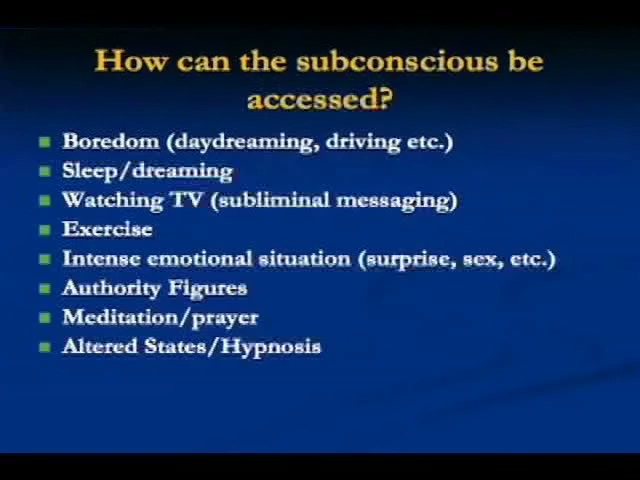 How can the subconscious be
accessed?
Boredom (daydreaming, driving etc.)
Sleep/dreaming
Watching TV (subliminal messaging)
Exercise
Intense emotional situation (surprise, sex, etc.)
Authority Figures
Meditation/prayer
Altered States/Hypnosis